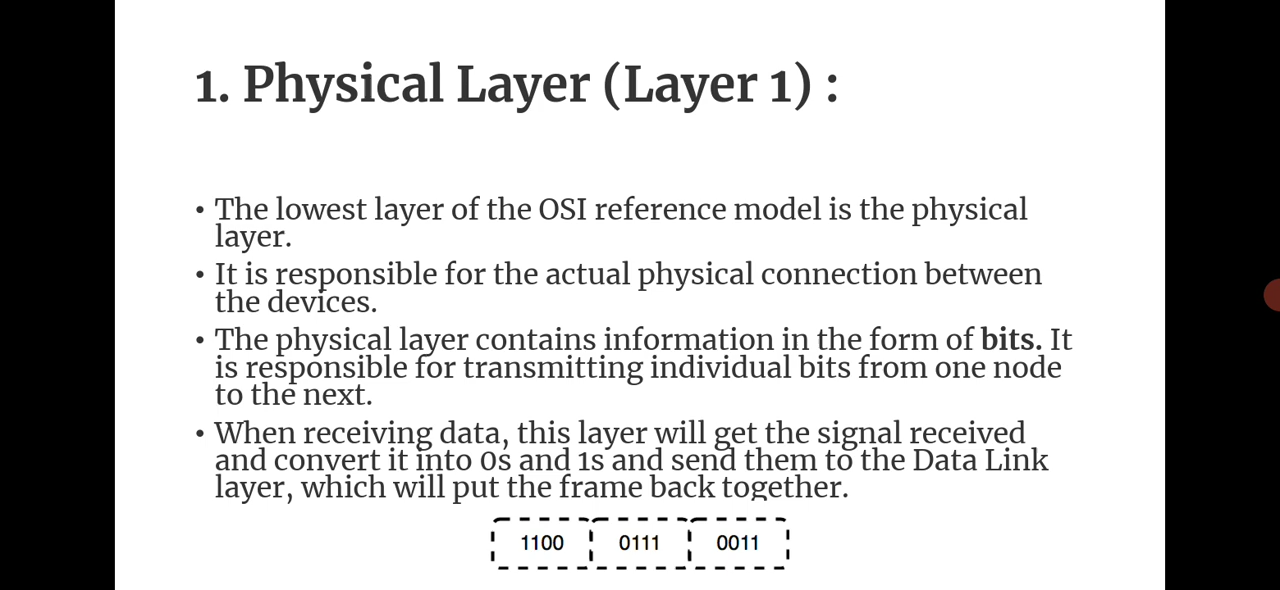 1. Physical Layer (Layer 1) :
• The lowest layer of the OSI reference model is the physical
layer.
• It is responsible for the actual physical connection between
the devices.
• The physical layer contains information in the form of bits. It
is responsible for transmitting individual bits from one node
to the next.
• When receiving data, this layer will get the signal received
and convert it into 0s and 1s and send them to the Data Link
layer, which will put the frame back together.
1100 0111 0011